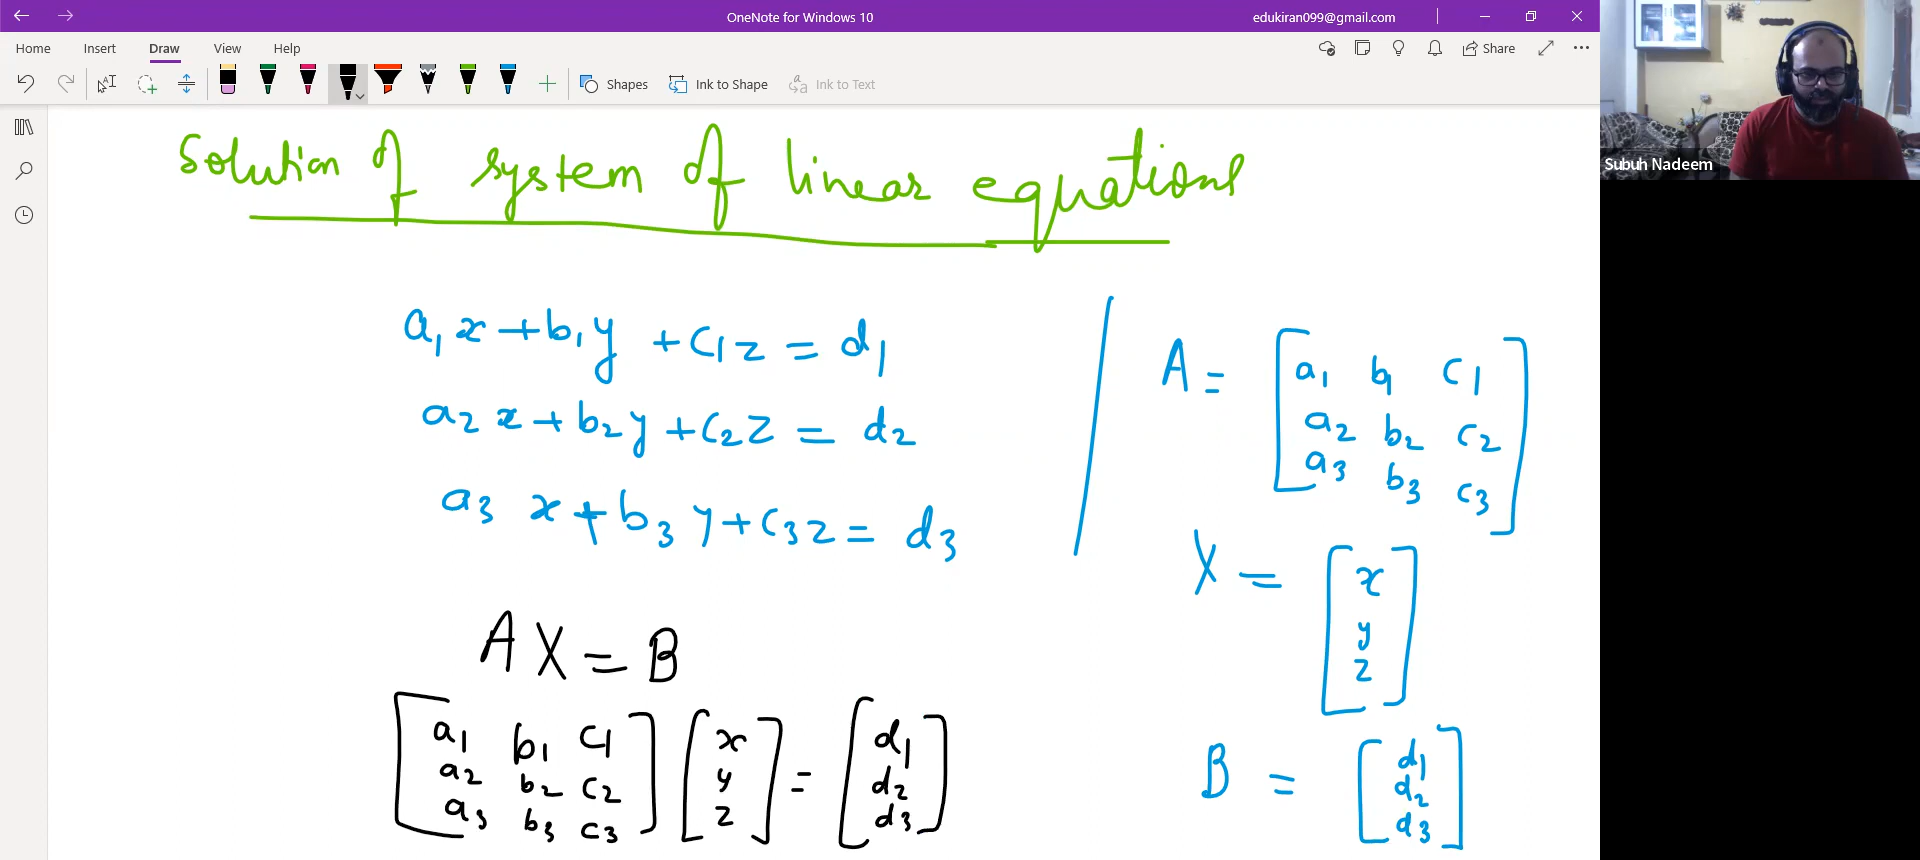 OneNote for Windows 10
edukiran099@gmail.com
Home Insert Draw View Help
Share
Shapes Ink to Shape Ink to Text
Subuh Nadeem
Solution of system of linear equations
a₁x + b₁y + c₁z = d₁
a₂x + b₂y + c₂z = d₂
a₃x + b₃y + c₃z = d₃
A = [a₁ b₁ c₁
a₂ b₂ c₂
a₃ b₃ c₃]
X = [x
y
z]
B = [d₁
d₂
d₃]
AX = B
[a₁ b₁ c₁ [x [d₁
a₂ b₂ c₂ y = d₂
a₃ b₃ c₃] z] d₃]